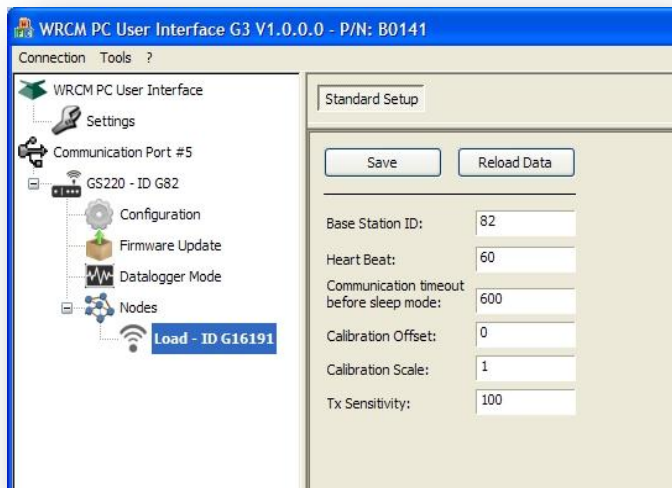 WRCM PC User Interface G3 V1.0.0.0 - P/N: B0141
Connection Tools ?
WRCM PC User Interface
Settings
Communication Port #5
GS220 - ID G82
Configuration
Firmware Update
Datalogger Mode
Nodes
Load - ID G16191
Standard Setup
Save Reload Data
Base Station ID: 82
Heart Beat: 60
Communication timeout
before sleep mode: 600
Calibration Offset: 0
Calibration Scale: 1
Tx Sensitivity: 100